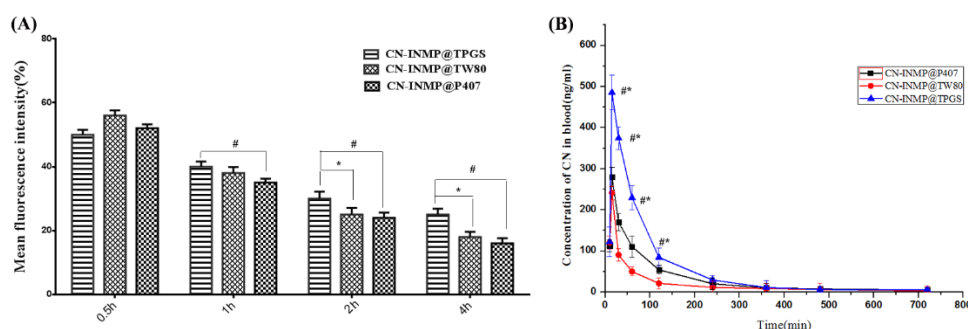 (A)
Mean fluorescence intensity(%)
80
60
40
20
0
CN-INMP@TPGS
CN-INMP@TW80
CN-INMP@P407
#
#
*
#
*
0.5h
1h
2h
4h
(B)
Concentration of CN in blood(ng/ml)
600
500
400
300
200
100
0
CN-INMP@P407
CN-INMP@TW80
CN-INMP@TPGS
#*
#*
#*
#*
0 100 200 300 400 500 600 700 800
Time(min)